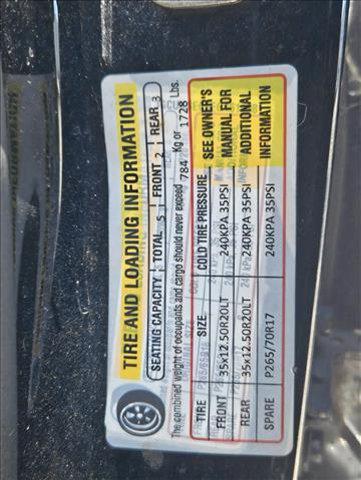 TIRE AND LOADING INFORMATION
SEATING CAPACITY TOTAL 5 FRONT 2 REAR 3
The combined weight of occupants and cargo should never exceed 784 Kg or 1728 Lbs.
TIRE SIZE COLD TIRE PRESSURE
FRONT 35x12.50R20LT 240KPA 35PSI
REAR 35x12.50R20LT 240KPA 35PSI
SPARE P265/70R17 240KPA 35PSI
SEE OWNER'S
MANUAL FOR
ADDITIONAL
INFORMATION